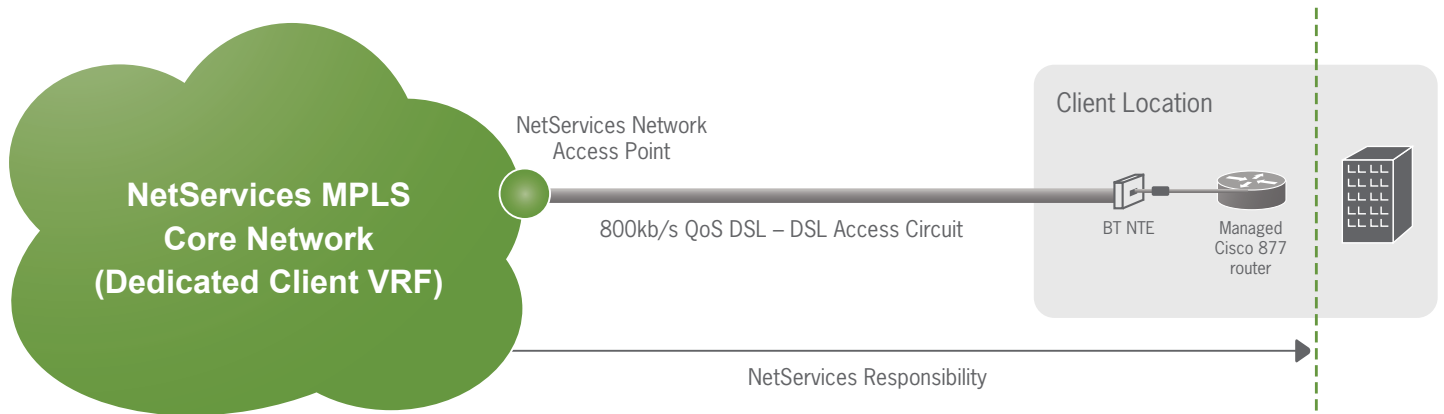 NetServices MPLS
Core Network
(Dedicated Client VRF)
NetServices Network
Access Point
800kb/s QoS DSL – DSL Access Circuit
Client Location
BT NTE
Managed
Cisco 877
router
NetServices Responsibility